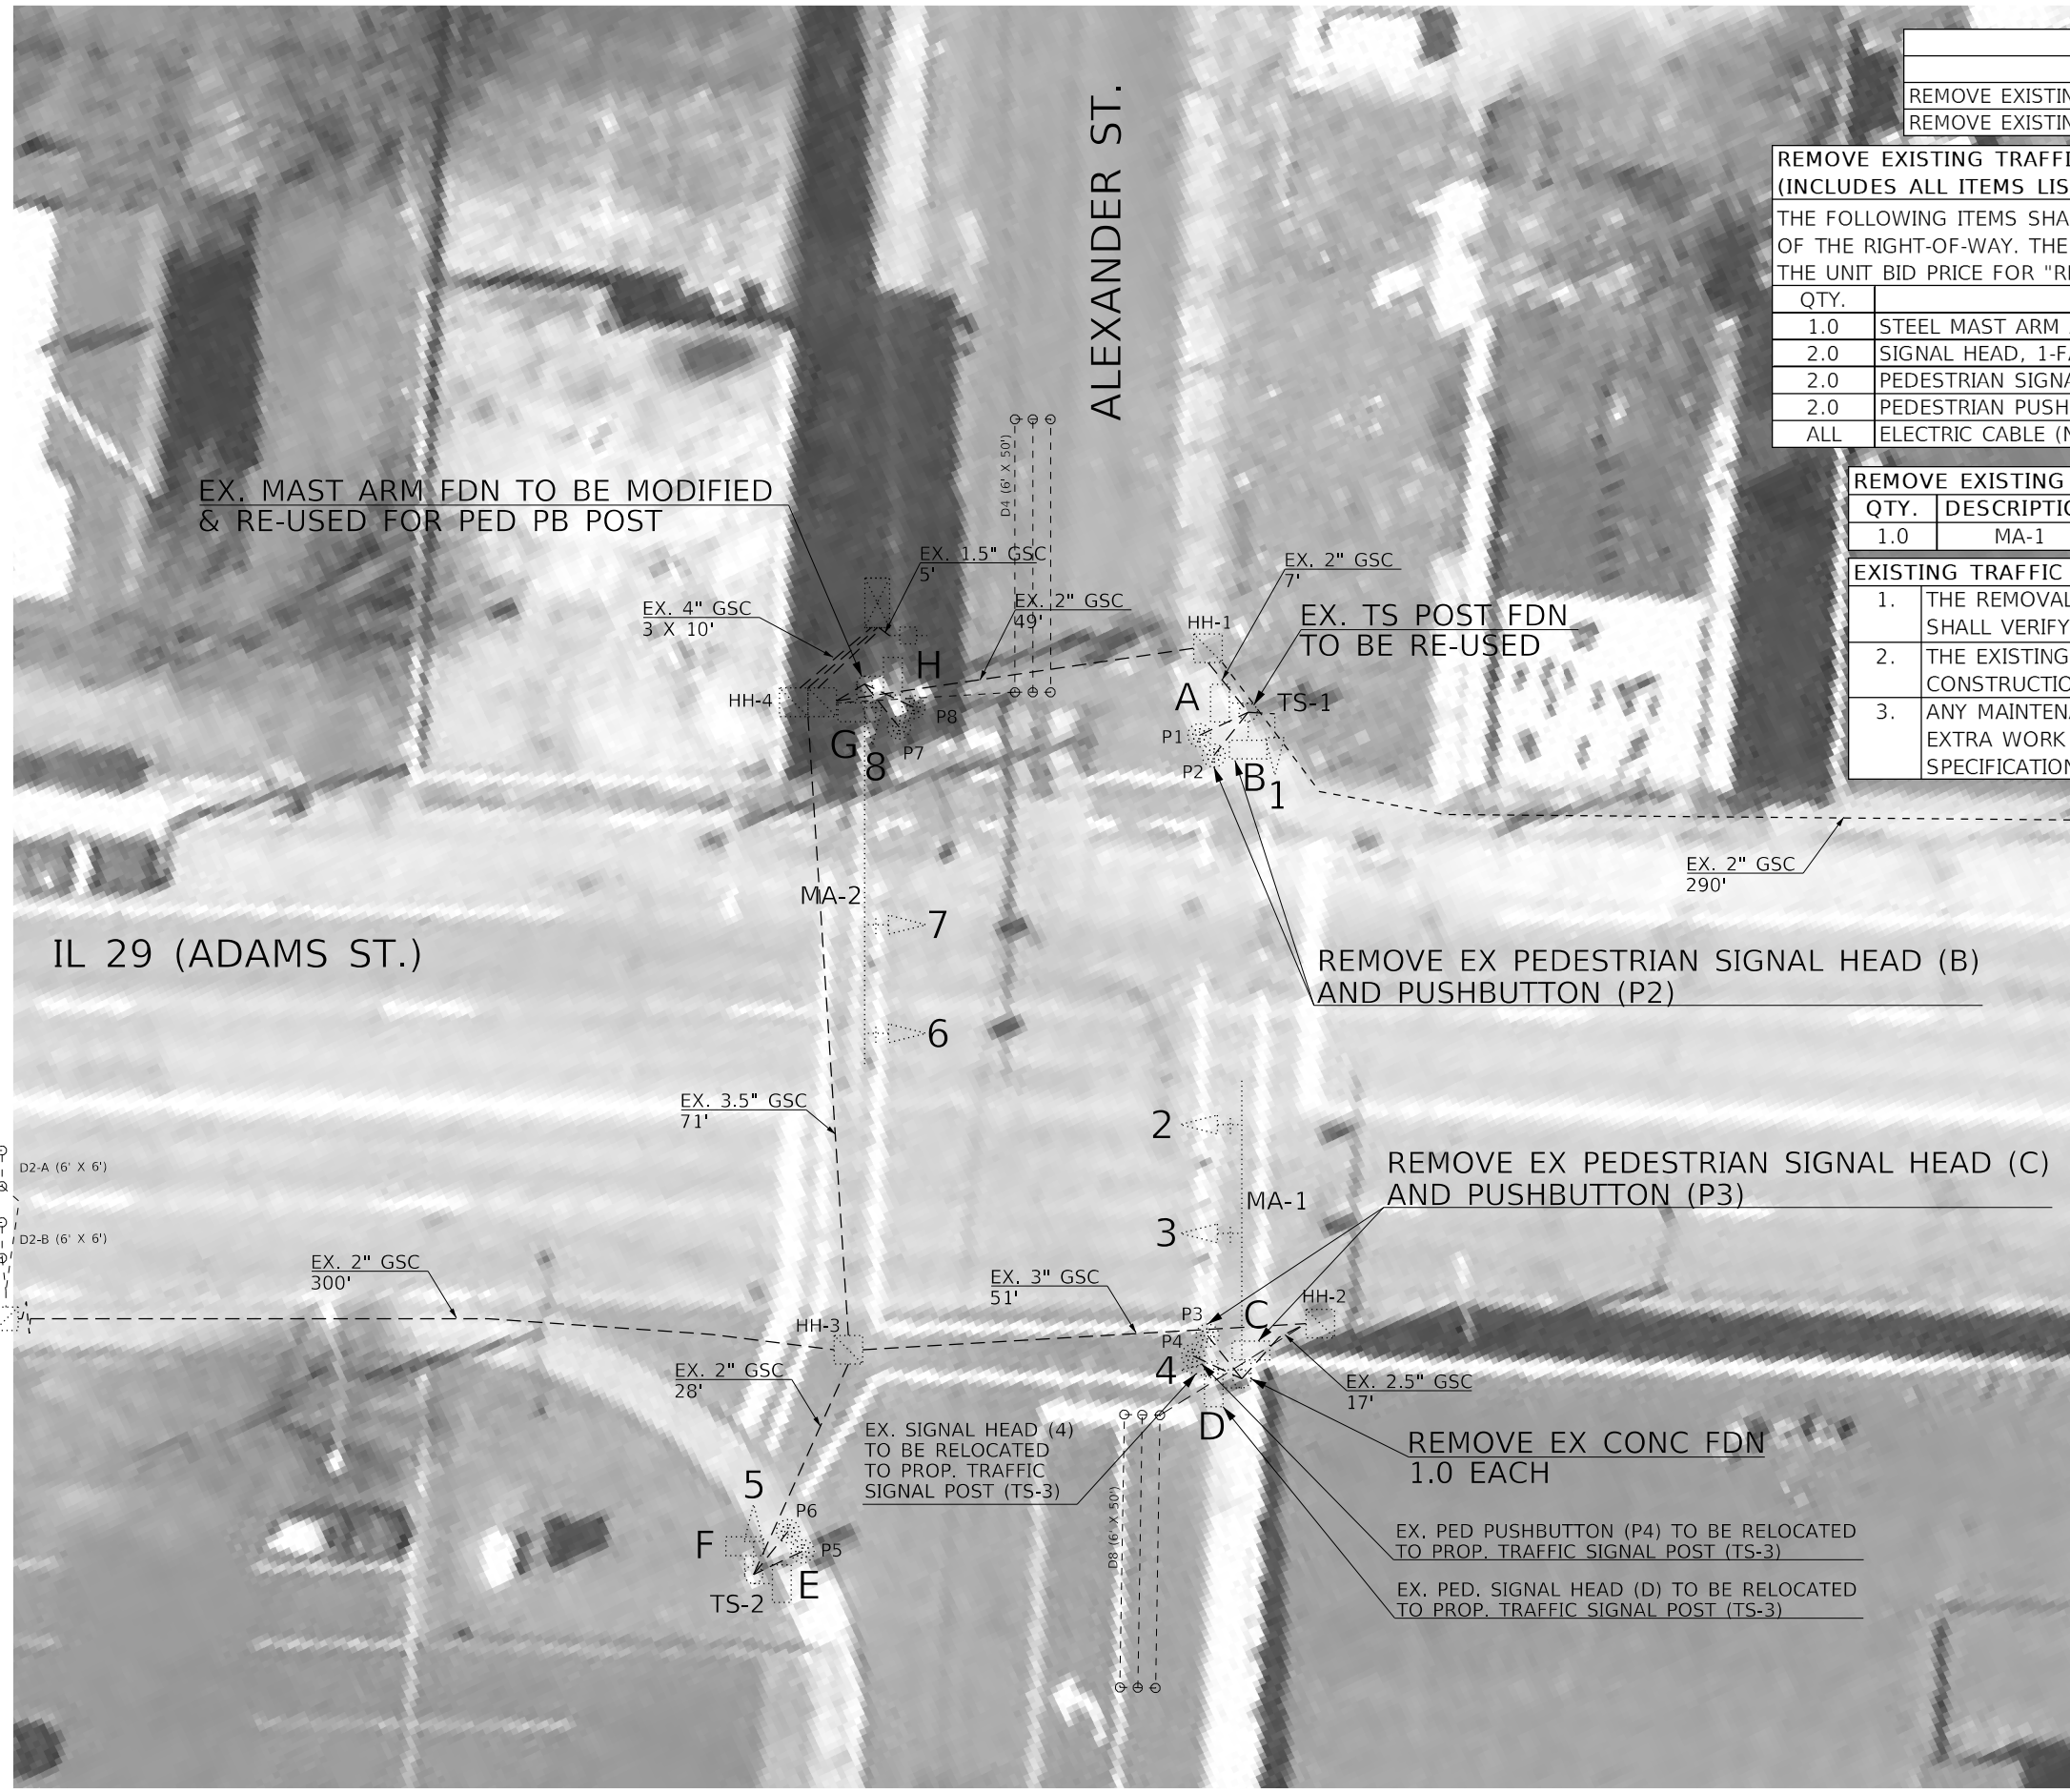 ALEXANDER ST.
REMOVE EXISTIN
REMOVE EXISTIN
REMOVE EXISTING TRAFFI
(INCLUDES ALL ITEMS LIS
THE FOLLOWING ITEMS SHA
OF THE RIGHT-OF-WAY. THE
THE UNIT BID PRICE FOR "R
QTY.
1.0 STEEL MAST ARM
2.0 SIGNAL HEAD, 1-F
2.0 PEDESTRIAN SIGNA
2.0 PEDESTRIAN PUSH
ALL ELECTRIC CABLE (N
REMOVE EXISTING
QTY. DESCRIPTIO
1.0 MA-1
EXISTING TRAFFIC
1. THE REMOVAL
SHALL VERIFY
2. THE EXISTING
CONSTRUCTIO
3. ANY MAINTENA
EXTRA WORK
SPECIFICATION
EX. MAST ARM FDN TO BE MODIFIED
& RE-USED FOR PED PB POST
D4 (6' X 50')
EX. 1.5" GSC
5'
EX. 2" GSC
7'
EX. 4" GSC
3 X 10'
EX. 2" GSC
49'
HH-1
EX. TS POST FDN
TO BE RE-USED
H
HH-4
A
TS-1
P8
P1
G
P7
8
P2
B
1
EX. 2" GSC
290'
MA-2
7
IL 29 (ADAMS ST.)
REMOVE EX PEDESTRIAN SIGNAL HEAD (B)
AND PUSHBUTTON (P2)
6
EX. 3.5" GSC
71'
2
D2-A (6' X 6')
REMOVE EX PEDESTRIAN SIGNAL HEAD (C)
AND PUSHBUTTON (P3)
MA-1
3
D2-B (6' X 6')
EX. 2" GSC
300'
EX. 3" GSC
51'
HH-2
P3
C
HH-3
P4
4
EX. 2" GSC
28'
EX. 2.5" GSC
17'
D
EX. SIGNAL HEAD (4)
TO BE RELOCATED
TO PROP. TRAFFIC
SIGNAL POST (TS-3)
REMOVE EX CONC FDN
1.0 EACH
5
D8 (6' X 50')
P6
F
P5
E
TS-2
EX. PED PUSHBUTTON (P4) TO BE RELOCATED
TO PROP. TRAFFIC SIGNAL POST (TS-3)
EX. PED. SIGNAL HEAD (D) TO BE RELOCATED
TO PROP. TRAFFIC SIGNAL POST (TS-3)